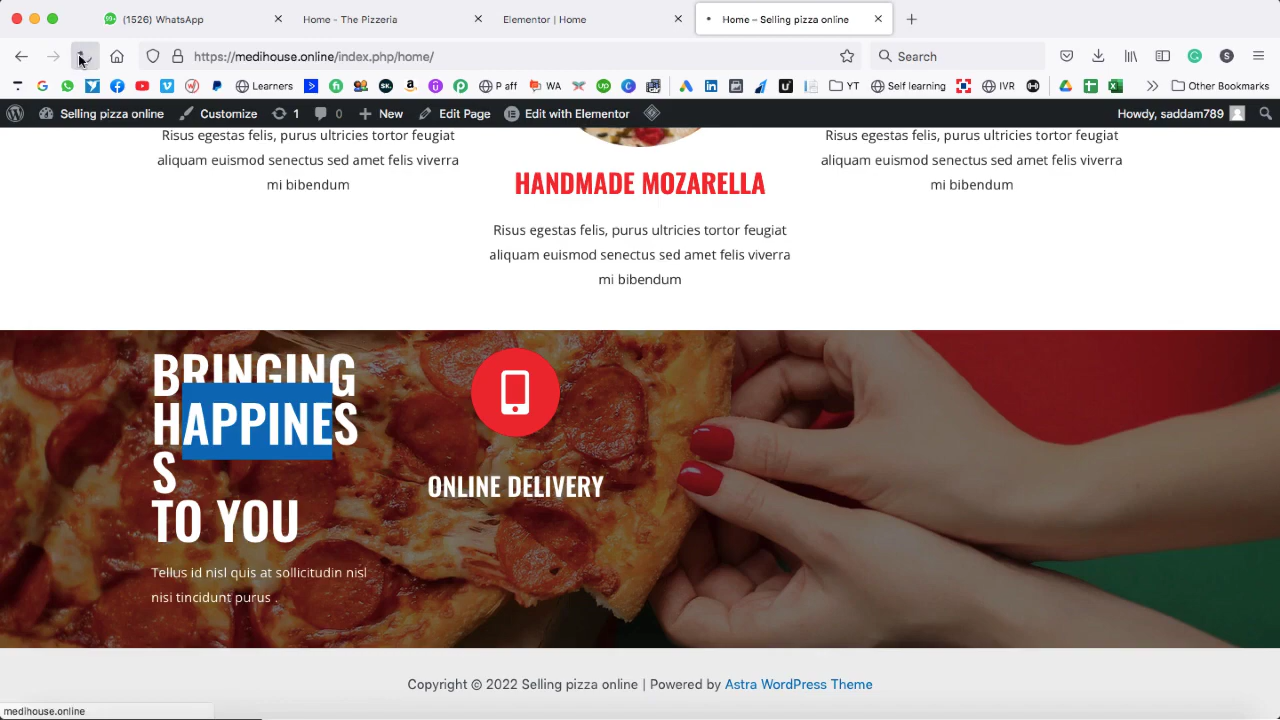 (1526) WhatsApp
Home - The Pizzeria
Elementor | Home
Home – Selling pizza online
https://medihouse.online/index.php/home/
Search
Learners
P aff
WA
YT
Self learning
IVR
Other Bookmarks
Selling pizza online
Customize
1
New
Edit Page
Edit with Elementor
Howdy, saddam789
Risus egestas felis, purus ultricies tortor feugiat
aliquam euismod senectus sed amet felis viverra
mi bibendum
HANDMADE MOZARELLA
Risus egestas felis, purus ultricies tortor feugiat
aliquam euismod senectus sed amet felis viverra
mi bibendum
Risus egestas felis, purus ultricies tortor feugiat
aliquam euismod senectus sed amet felis viverra
mi bibendum
BRINGING
HAPPINES
S
TO YOU
Tellus id nisl quis at sollicitudin nisl
nisi tincidunt purus .
ONLINE DELIVERY
Copyright © 2022 Selling pizza online | Powered by Astra WordPress Theme
medihouse.online